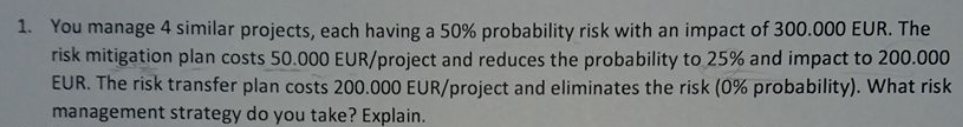 1. You manage 4 similar projects, each having a 50% probability risk with an impact of 300.000 EUR. The
risk mitigation plan costs 50.000 EUR/project and reduces the probability to 25% and impact to 200.000
EUR. The risk transfer plan costs 200.000 EUR/project and eliminates the risk (0% probability). What risk
management strategy do you take? Explain.